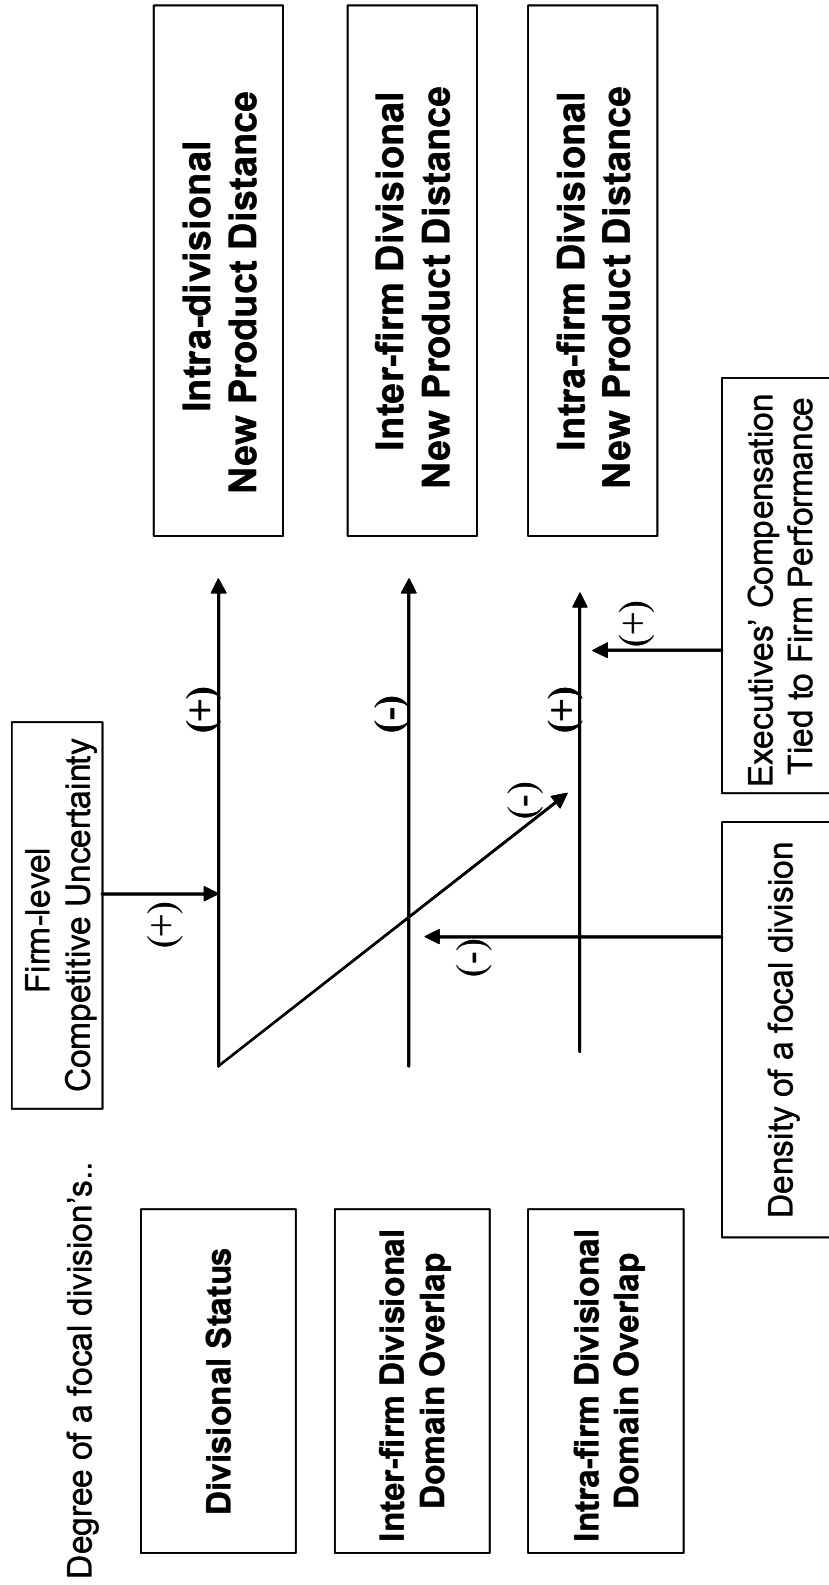 Degree of a focal division's..
Firm-level
Competitive Uncertainty
(+)
Divisional Status
(+)
Intra-divisional
New Product Distance
Inter-firm Divisional
Domain Overlap
(-)
Inter-firm Divisional
New Product Distance
(-)
(-)
Intra-firm Divisional
Domain Overlap
(+)
(+)
Intra-firm Divisional
New Product Distance
Density of a focal division
Executives' Compensation
Tied to Firm Performance